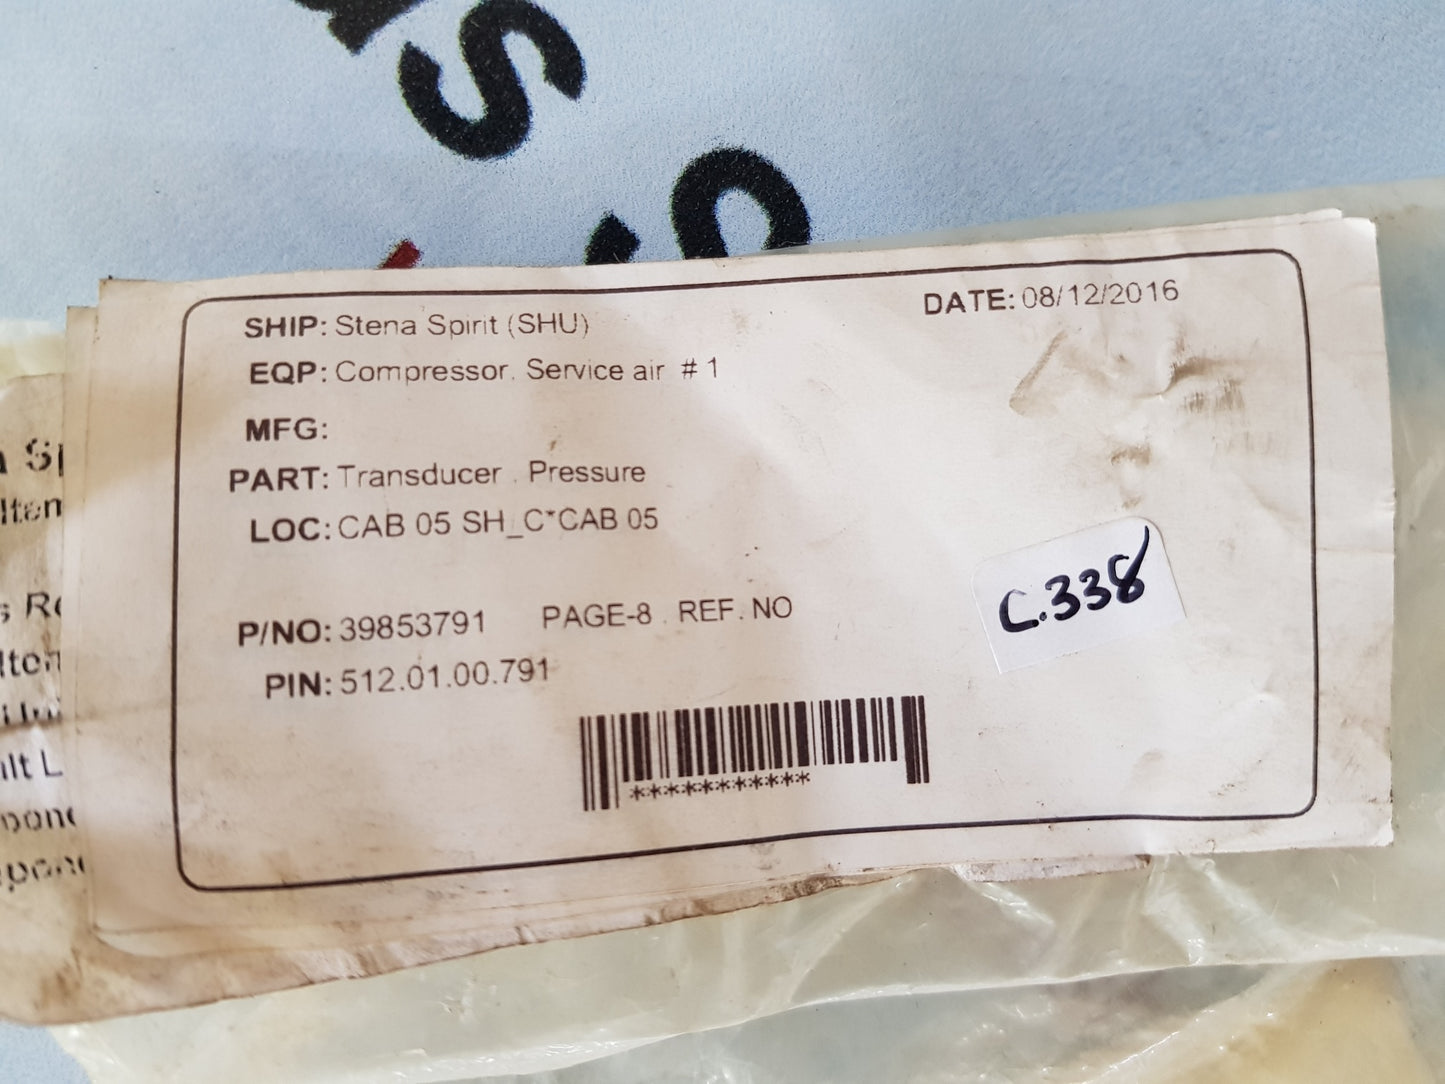 S
SHIP: Stena Spirit (SHU)
DATE: 08/12/2016
EQP: Compressor. Service air # 1
MFG:
PART: Transducer . Pressure
LOC: CAB 05 SH_C*CAB 05
C.338
P/NO: 39853791 PAGE-8 . REF. NO
PIN: 512.01.00.791
***********
Item